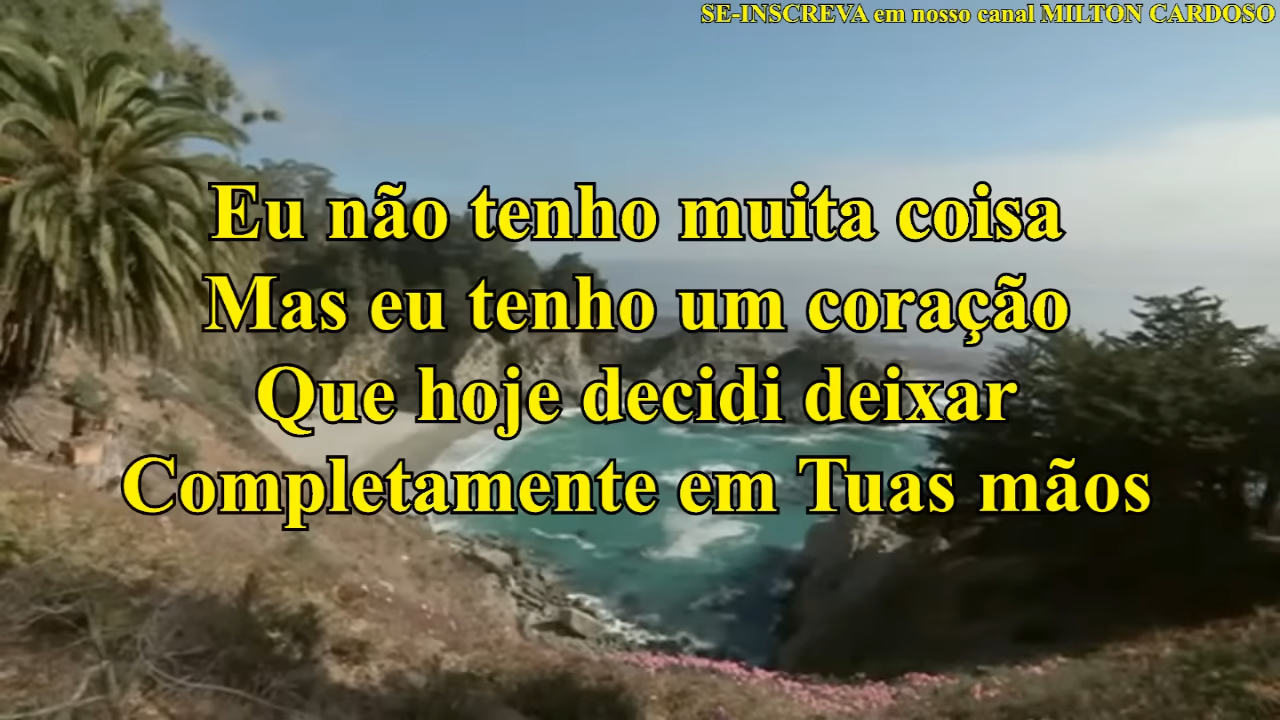 SE-INSCREVA em nosso canal MILTON CARDOSO
Eu não tenho muita coisa
Mas eu tenho um coração
Que hoje decidi deixar
Completamente em Tuas mãos